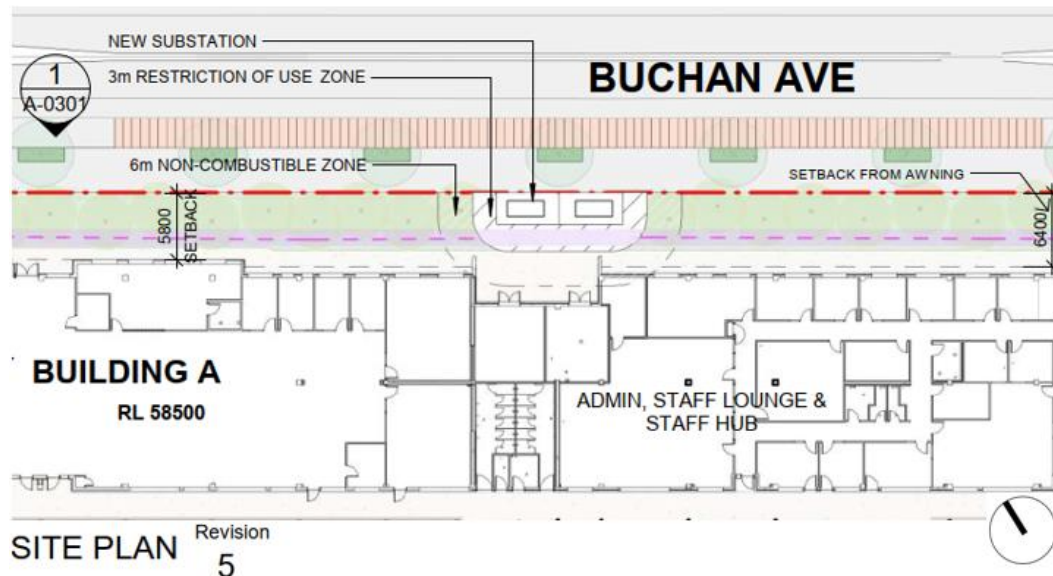 NEW SUBSTATION
1
A-0301
3m RESTRICTION OF USE ZONE
BUCHAN AVE
6m NON-COMBUSTIBLE ZONE
SETBACK FROM AWNING
5800
SETBACK
6400
BUILDING A
RL 58500
ADMIN, STAFF LOUNGE &
STAFF HUB
SITE PLAN
Revision
5